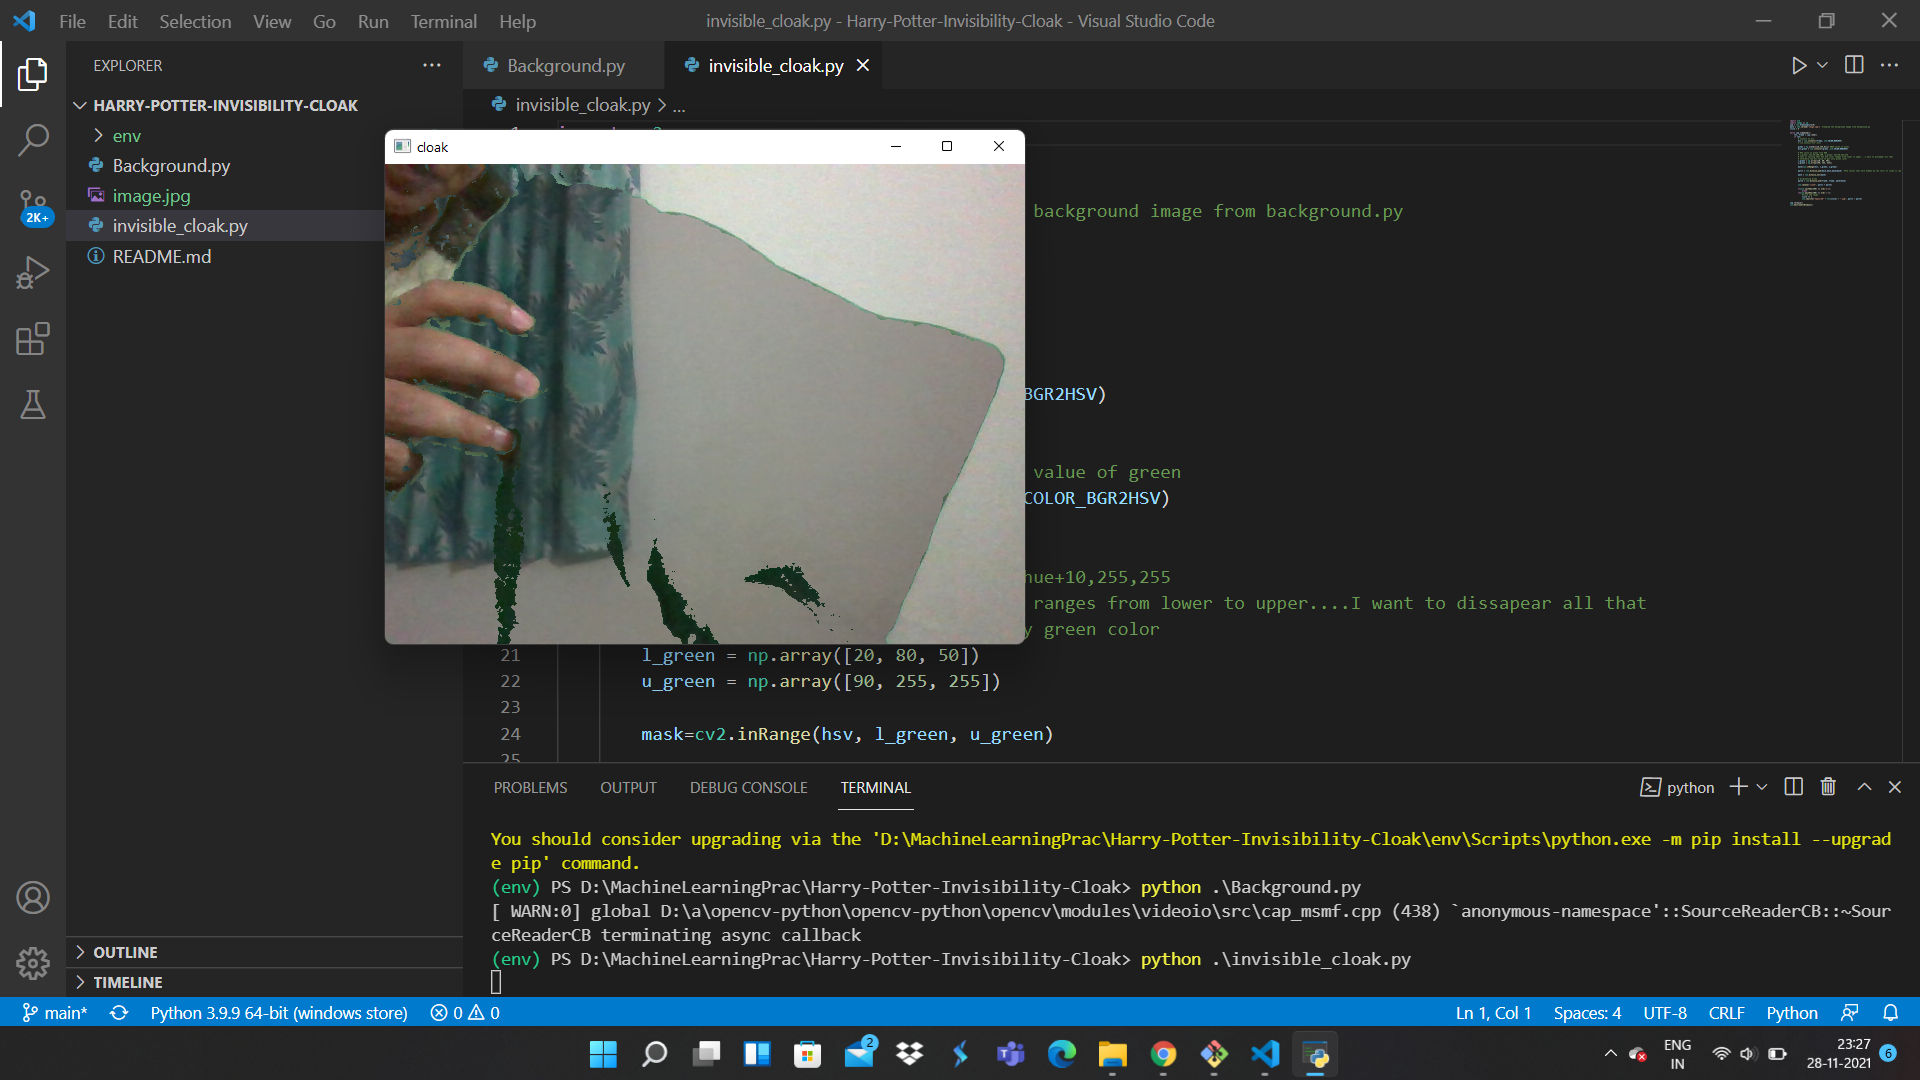 File Edit Selection View Go Run Terminal Help
invisible_cloak.py - Harry-Potter-Invisibility-Cloak - Visual Studio Code
EXPLORER
HARRY-POTTER-INVISIBILITY-CLOAK
env
Background.py
image.jpg
invisible_cloak.py
README.md
2K+
OUTLINE
TIMELINE
Background.py
invisible_cloak.py
invisible_cloak.py > ...
cloak
background image from background.py
BGR2HSV)
value of green
COLOR_BGR2HSV)
hue+10,255,255
ranges from lower to upper....I want to dissapear all that
y green color
21 l_green = np.array([20, 80, 50])
22 u_green = np.array([90, 255, 255])
23
24 mask=cv2.inRange(hsv, l_green, u_green)
25
PROBLEMS OUTPUT DEBUG CONSOLE TERMINAL
python
You should consider upgrading via the 'D:\MachineLearningPrac\Harry-Potter-Invisibility-Cloak\env\Scripts\python.exe -m pip install --upgrad
e pip' command.
(env) PS D:\MachineLearningPrac\Harry-Potter-Invisibility-Cloak> python .\Background.py
[ WARN:0] global D:\a\opencv-python\opencv-python\opencv\modules\videoio\src\cap_msmf.cpp (438) `anonymous-namespace'::SourceReaderCB::~Sour
ceReaderCB terminating async callback
(env) PS D:\MachineLearningPrac\Harry-Potter-Invisibility-Cloak> python .\invisible_cloak.py
main* Python 3.9.9 64-bit (windows store) 0 0
Ln 1, Col 1 Spaces: 4 UTF-8 CRLF Python
2
ENG
IN
23:27
28-11-2021
6